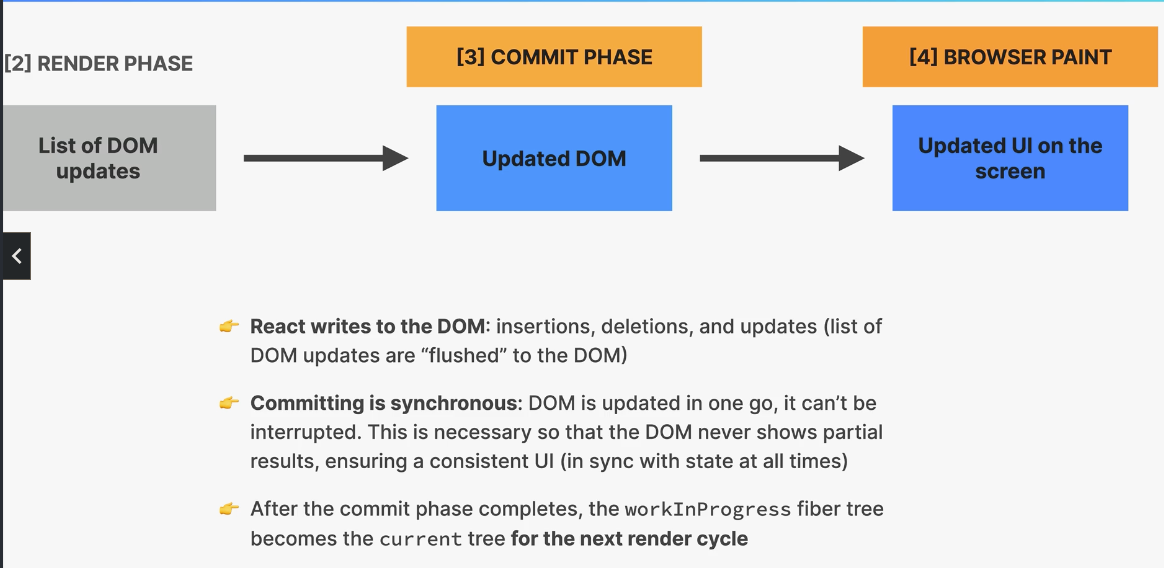 [2] RENDER PHASE
[3] COMMIT PHASE
[4] BROWSER PAINT
List of DOM
updates
Updated DOM
Updated UI on the
screen
React writes to the DOM: insertions, deletions, and updates (list of
DOM updates are “flushed” to the DOM)
Committing is synchronous: DOM is updated in one go, it can’t be
interrupted. This is necessary so that the DOM never shows partial
results, ensuring a consistent UI (in sync with state at all times)
After the commit phase completes, the workInProgress fiber tree
becomes the current tree for the next render cycle